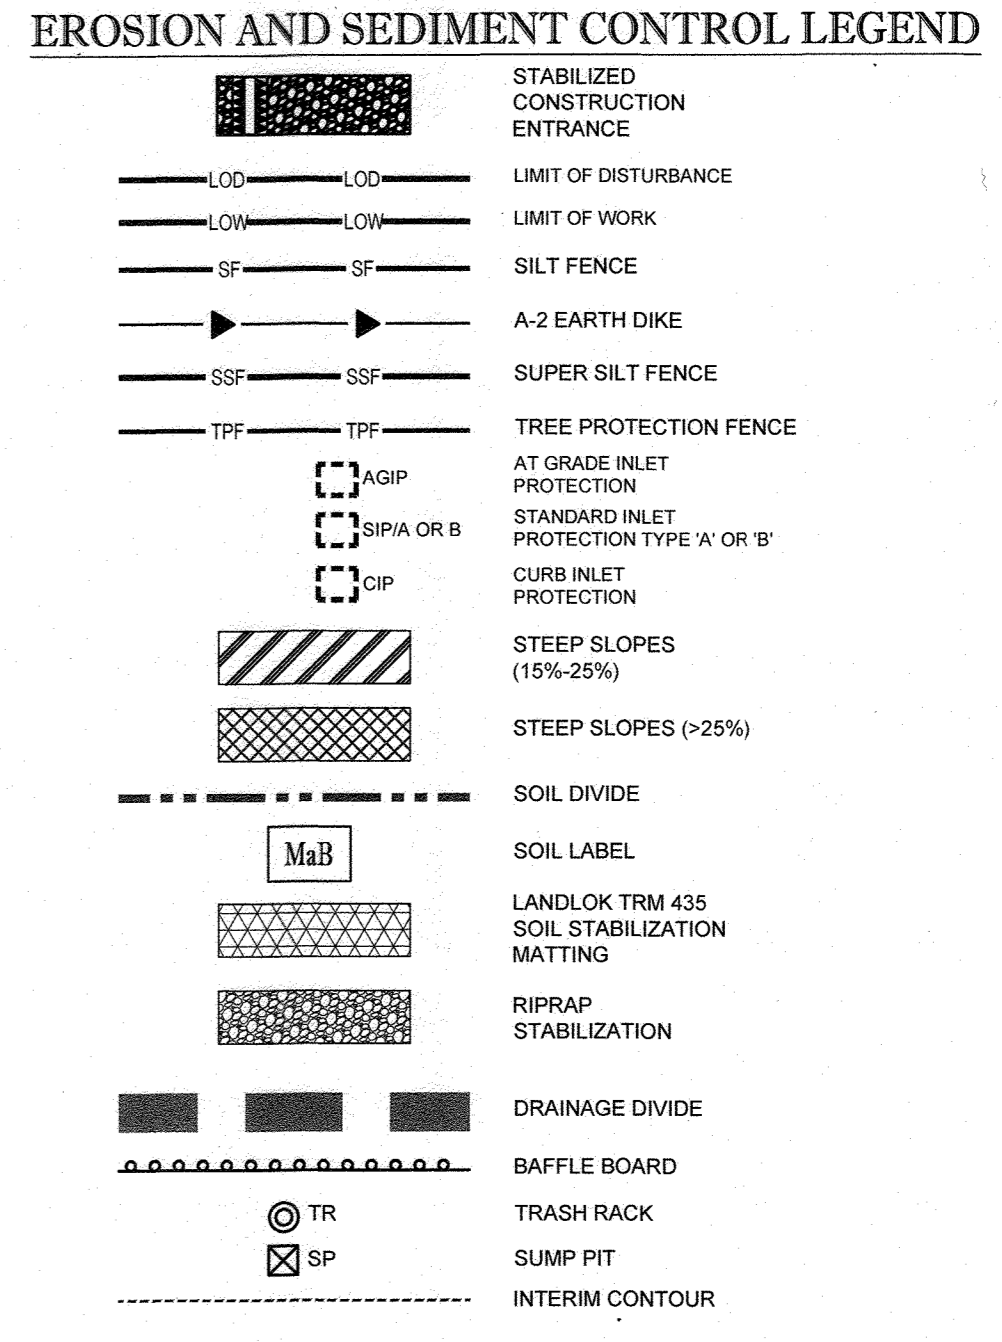 EROSION AND SEDIMENT CONTROL LEGEND
STABILIZED
CONSTRUCTION
ENTRANCE
LOD LOD LIMIT OF DISTURBANCE
LOW LOW LIMIT OF WORK
SF SF SILT FENCE
A-2 EARTH DIKE
SSF SSF SUPER SILT FENCE
TPF TPF TREE PROTECTION FENCE
AGIP
AT GRADE INLET
PROTECTION
SIP/A OR B
STANDARD INLET
PROTECTION TYPE 'A' OR 'B'
CIP
CURB INLET
PROTECTION
STEEP SLOPES
(15%-25%)
STEEP SLOPES (>25%)
SOIL DIVIDE
MaB SOIL LABEL
LANDLOK TRM 435
SOIL STABILIZATION
MATTING
RIPRAP
STABILIZATION
DRAINAGE DIVIDE
BAFFLE BOARD
TR TRASH RACK
SP SUMP PIT
INTERIM CONTOUR